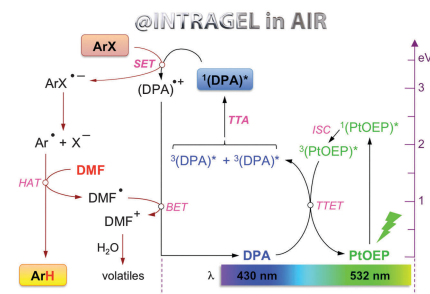 @INTRAGEL in AIR
ArX
SET
eV
ArX•−
(DPA)•+
1(DPA)*
3
TTA
ISC
1(PtOEP)*
Ar• + X−
3(DPA)* + 3(DPA)*
3(PtOEP)*
2
HAT
DMF
DMF•
BET
TTET
1
DMF+
H2O
DPA
PtOEP
ArH
volatiles
λ
430 nm
532 nm